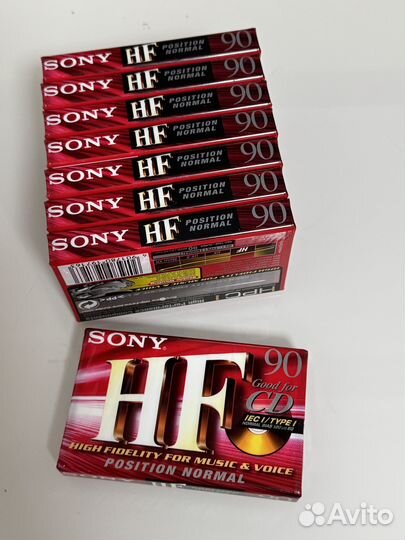 SONY HF POSITION NORMAL 90
SONY HF POSITION NORMAL 90
SONY HF POSITION NORMAL 90
SONY HF POSITION NORMAL 90
SONY HF POSITION NORMAL 90
SONY HF POSITION NORMAL 90
SONY HF POSITION NORMAL 90
SONY
HF
90
Good for
CD
IEC I / TYPE I
HIGH FIDELITY FOR MUSIC & VOICE
POSITION NORMAL
Avito